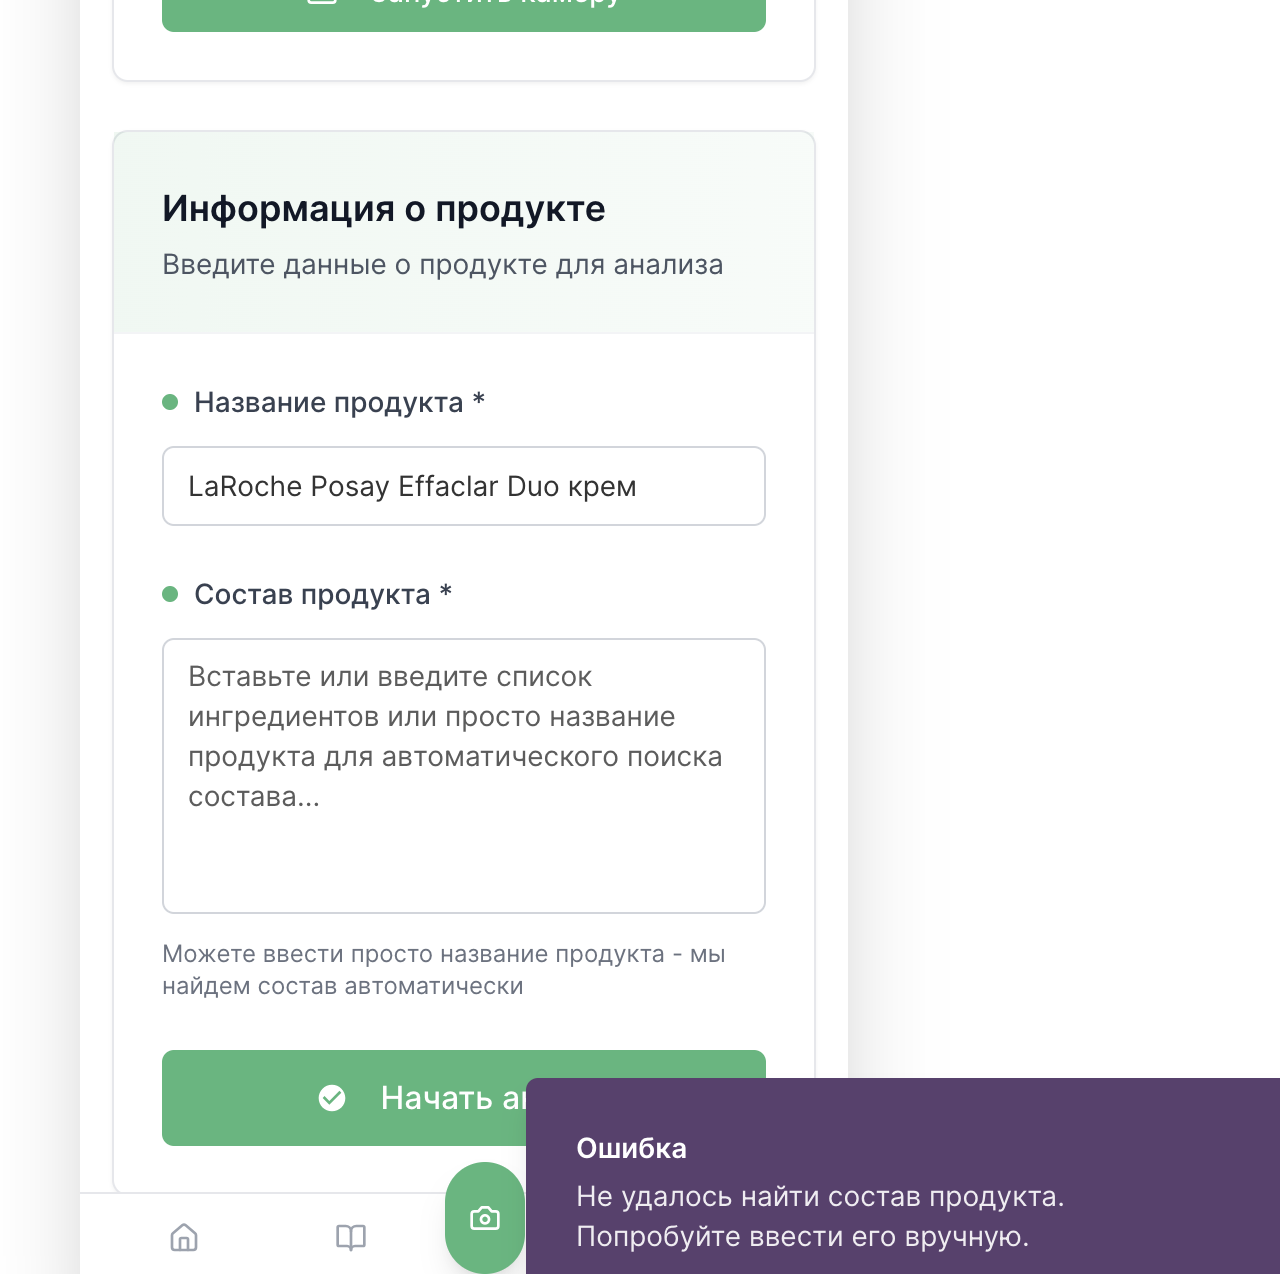 Запустить камеру
Информация о продукте
Введите данные о продукте для анализа
Название продукта *
LaRoche Posay Effaclar Duo крем
Состав продукта *
Вставьте или введите список
ингредиентов или просто название
продукта для автоматического поиска
состава...
Можете ввести просто название продукта - мы
найдем состав автоматически
Начать
Ошибка
Не удалось найти состав продукта.
Попробуйте ввести его вручную.